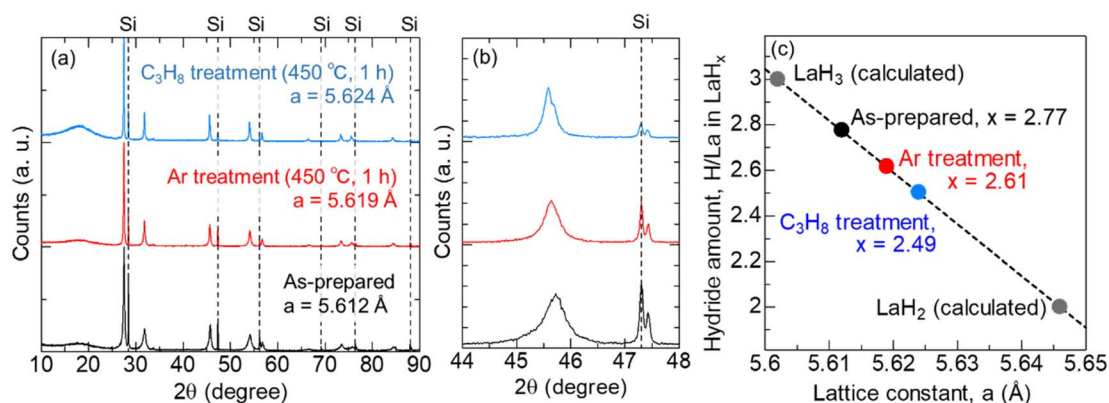 Si Si Si Si Si Si
(a)
C₃H₈ treatment (450 °C, 1 h)
a = 5.624 Å
Ar treatment (450 °C, 1 h)
a = 5.619 Å
As-prepared
a = 5.612 Å
Counts (a. u.)
10 20 30 40 50 60 70 80 90
2θ (degree)
Si
(b)
Counts (a. u.)
44 45 46 47 48
2θ (degree)
(c)
LaH₃ (calculated)
As-prepared, x = 2.77
Ar treatment,
x = 2.61
C₃H₈ treatment,
x = 2.49
LaH₂ (calculated)
Hydride amount, H/La in LaHₓ
3
2.8
2.6
2.4
2.2
2
5.6 5.61 5.62 5.63 5.64 5.65
Lattice constant, a (Å)